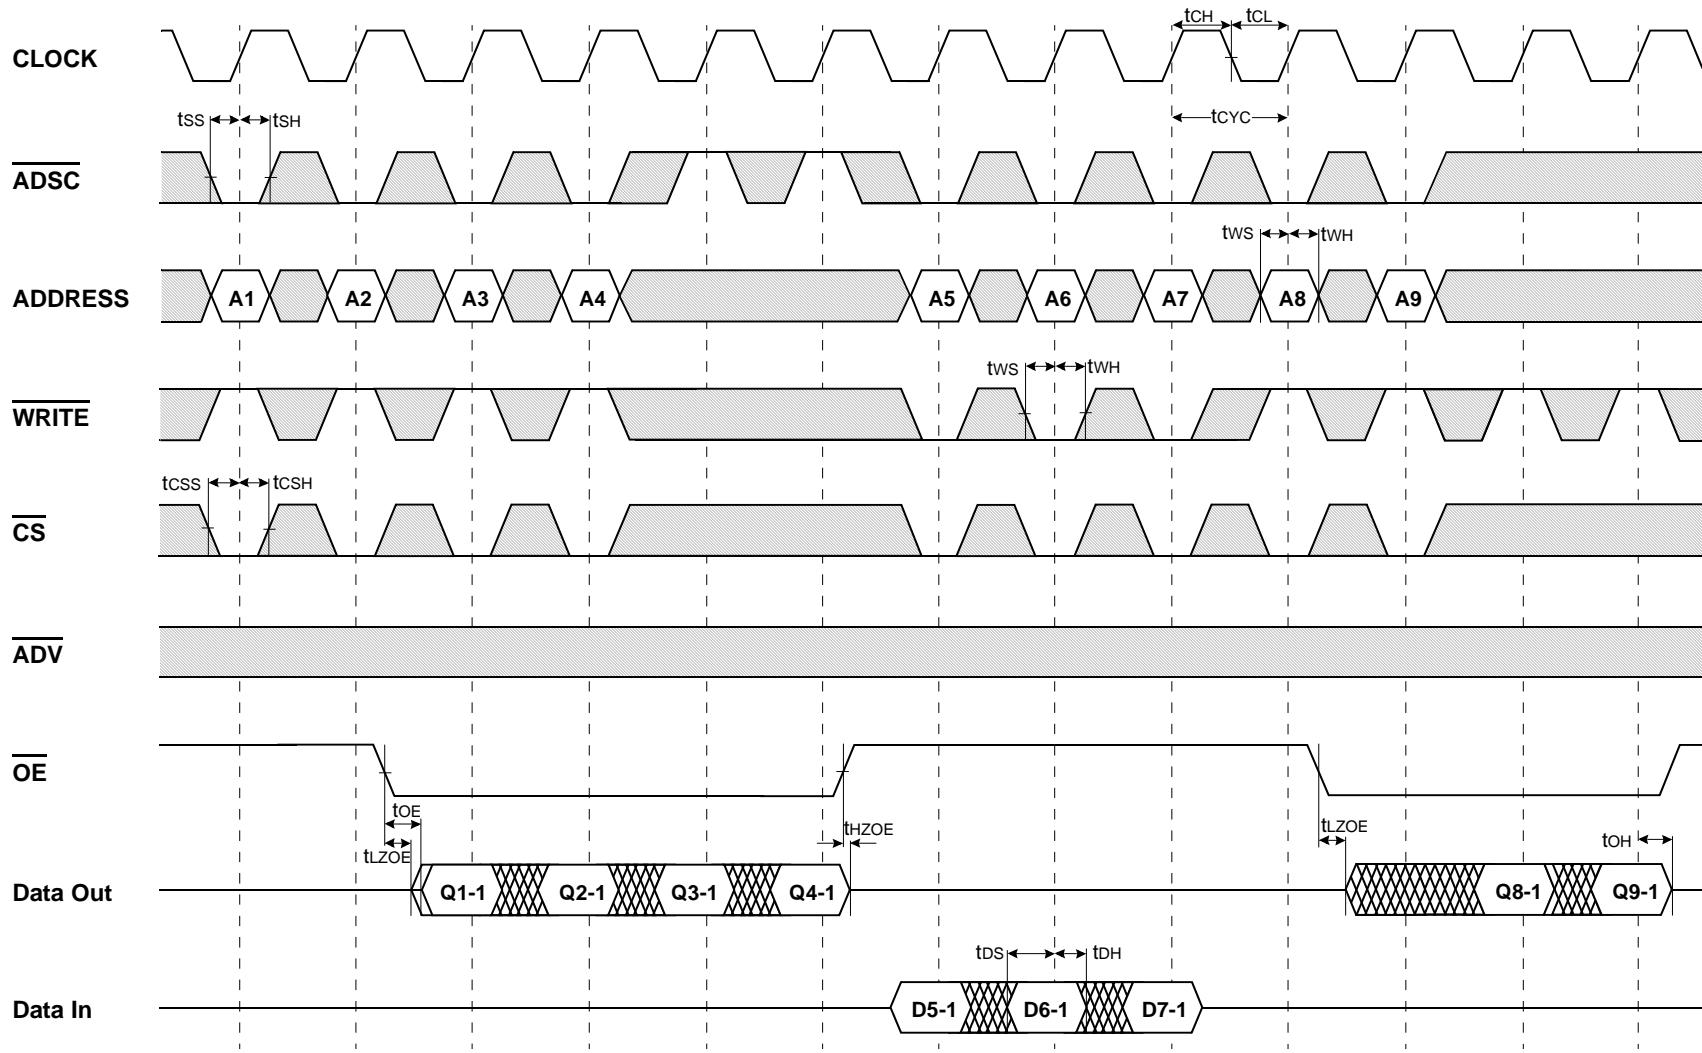 tCH tCL
CLOCK
tSS tSH tCYC
ADSC
tWS tWH
ADDRESS A1 A2 A3 A4 A5 A6 A7 A8 A9
tWS tWH
WRITE
tCSS tCSH
CS
ADV
OE
tOE tHZOE tLZOE
tLZOE tOH
Data Out Q1-1 Q2-1 Q3-1 Q4-1 Q8-1 Q9-1
tDS tDH
Data In D5-1 D6-1 D7-1